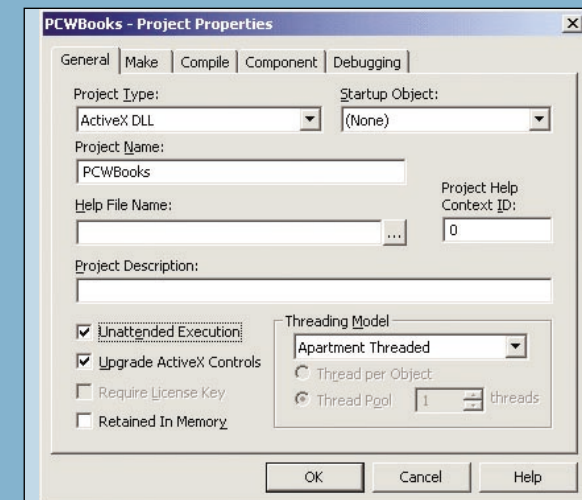 PCWBooks - Project Properties
General Make Compile Component Debugging
Project Type: Startup Object:
ActiveX DLL (None)
Project Name:
PCWBooks
Project Help
Context ID:
Help File Name:
... 0
Project Description:
Unattended Execution
Upgrade ActiveX Controls
Require License Key
Retained In Memory
Threading Model
Apartment Threaded
Thread per Object
Thread Pool 1 threads
OK Cancel Help